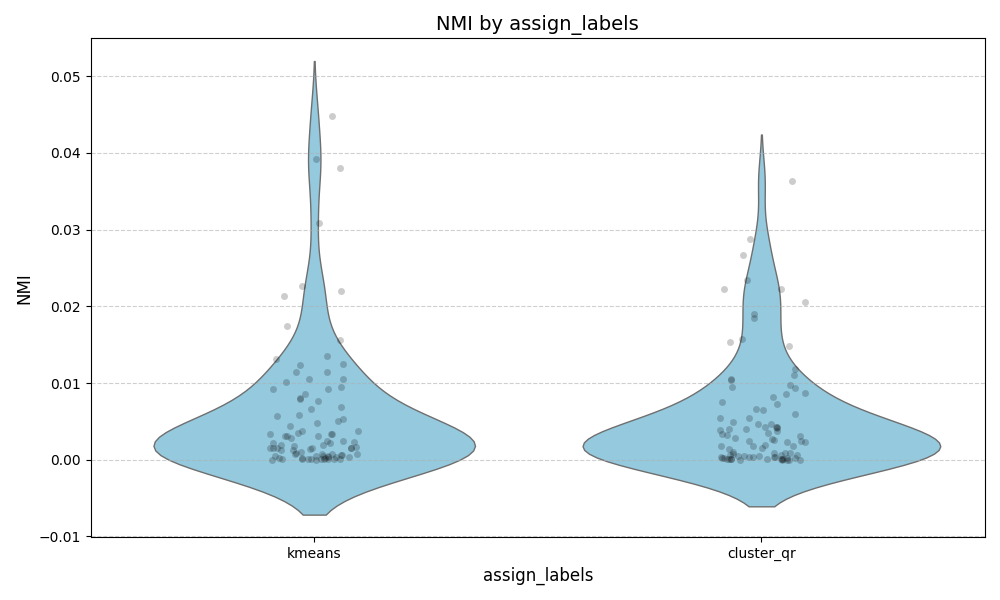 NMI by assign_labels
NMI
0.05
0.04
0.03
0.02
0.01
0.00
−0.01
kmeans
cluster_qr
assign_labels